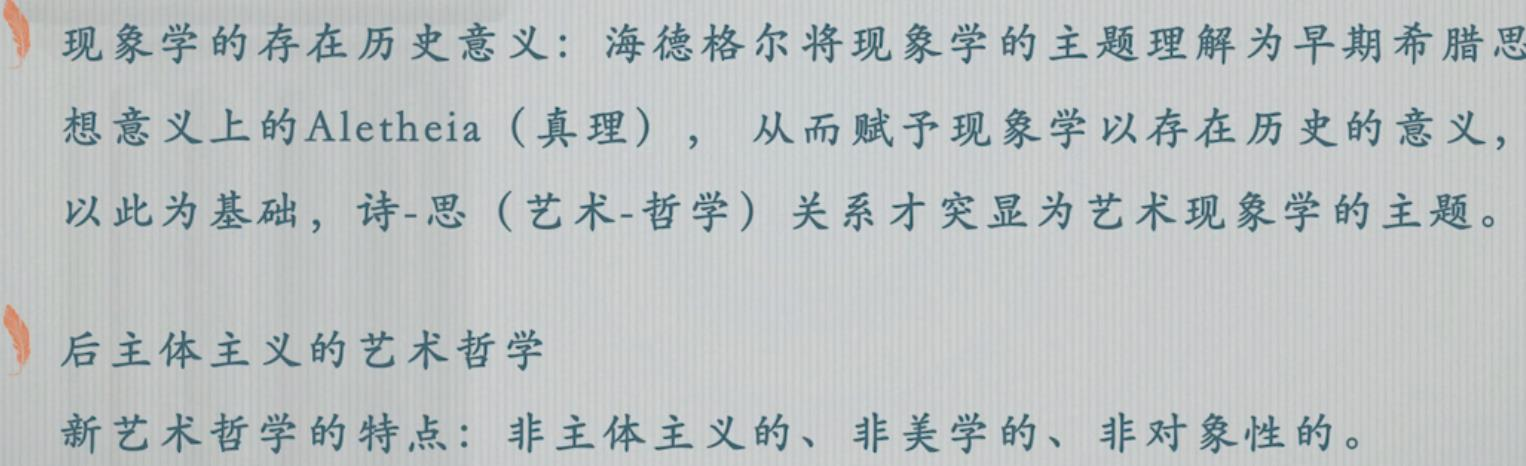 现象学的存在历史意义：海德格尔将现象学的主题理解为早期希腊思
想意义上的Aletheia（真理）， 从而赋予现象学以存在历史的意义，
以此为基础，诗-思（艺术-哲学）关系才突显为艺术现象学的主题。
后主体主义的艺术哲学
新艺术哲学的特点：非主体主义的、非美学的、非对象性的。